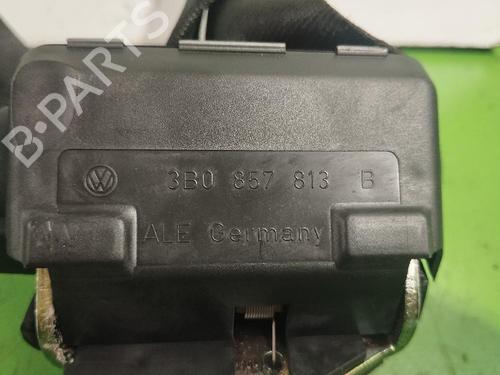 B-PARTS
3B0 857 813 B
ALE Germany